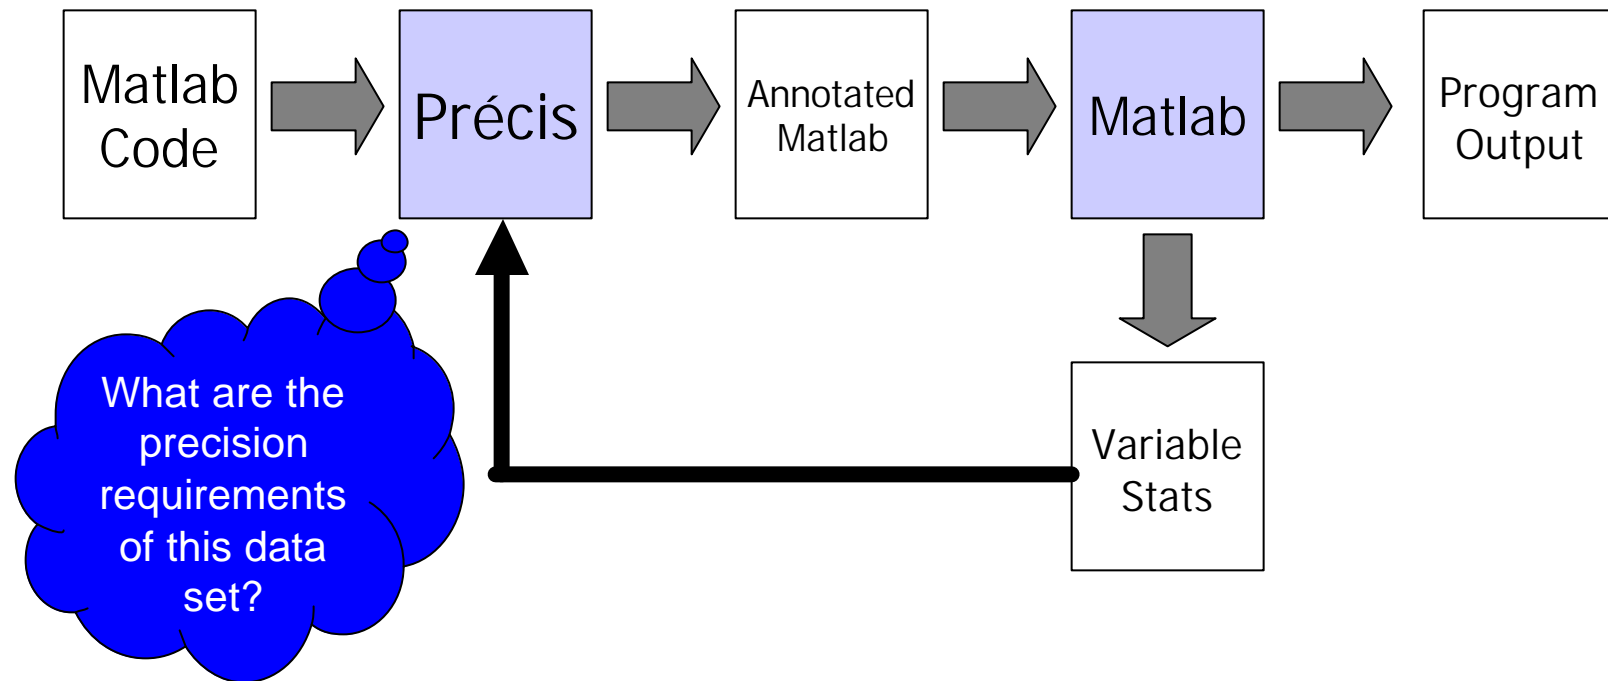 Matlab
Code
Précis
Annotated
Matlab
Matlab
Program
Output
What are the
precision
requirements
of this data
set?
Variable
Stats